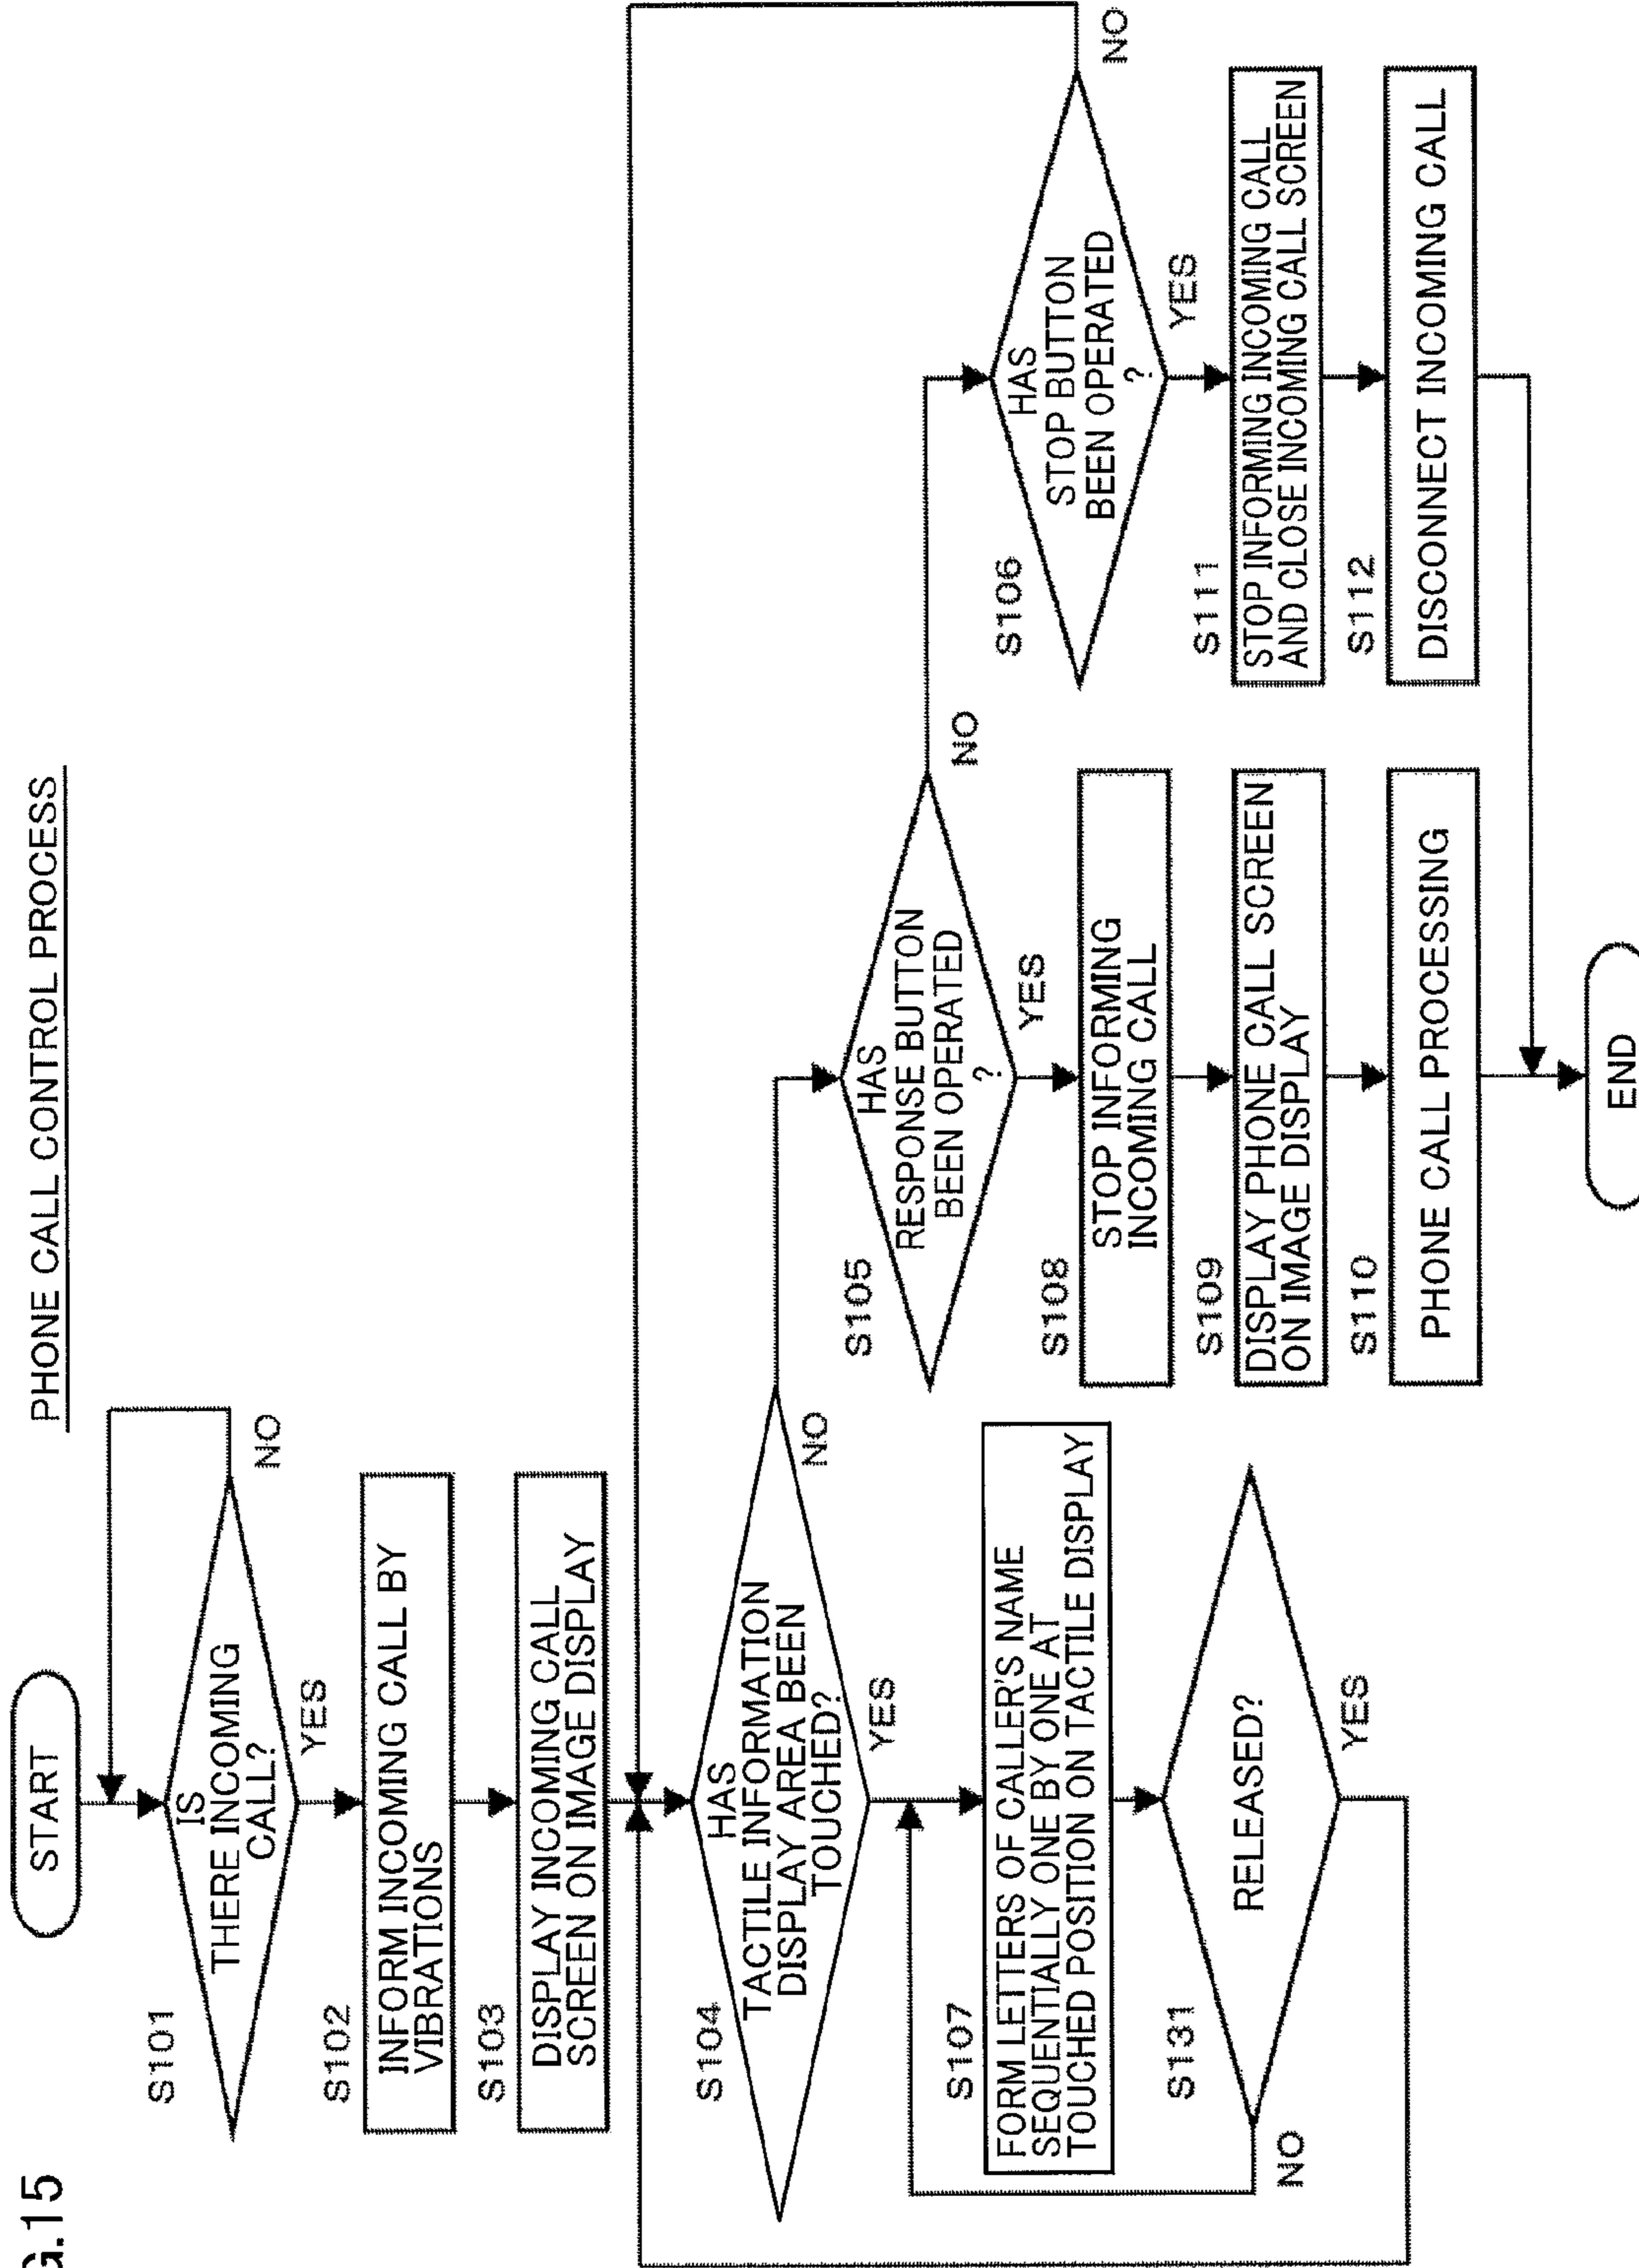 G.15
PHONE CALL CONTROL PROCESS
START
S101
IS
THERE INCOMING
CALL?
NO
YES
S102
INFORM INCOMING CALL BY
VIBRATIONS
S103
DISPLAY INCOMING CALL
SCREEN ON IMAGE DISPLAY
S104
HAS
TACTILE INFORMATION
DISPLAY AREA BEEN
TOUCHED?
NO
YES
S107
FORM LETTERS OF CALLER'S NAME
SEQUENTIALLY ONE BY ONE AT
TOUCHED POSITION ON TACTILE DISPLAY
S131
RELEASED?
NO
YES
S105
HAS
RESPONSE BUTTON
BEEN OPERATED
?
NO
YES
S108
STOP INFORMING
INCOMING CALL
S109
DISPLAY PHONE CALL SCREEN
ON IMAGE DISPLAY
S110
PHONE CALL PROCESSING
S106
HAS
STOP BUTTON
BEEN OPERATED
?
NO
YES
S111
STOP INFORMING INCOMING CALL
AND CLOSE INCOMING CALL SCREEN
S112
DISCONNECT INCOMING CALL
END